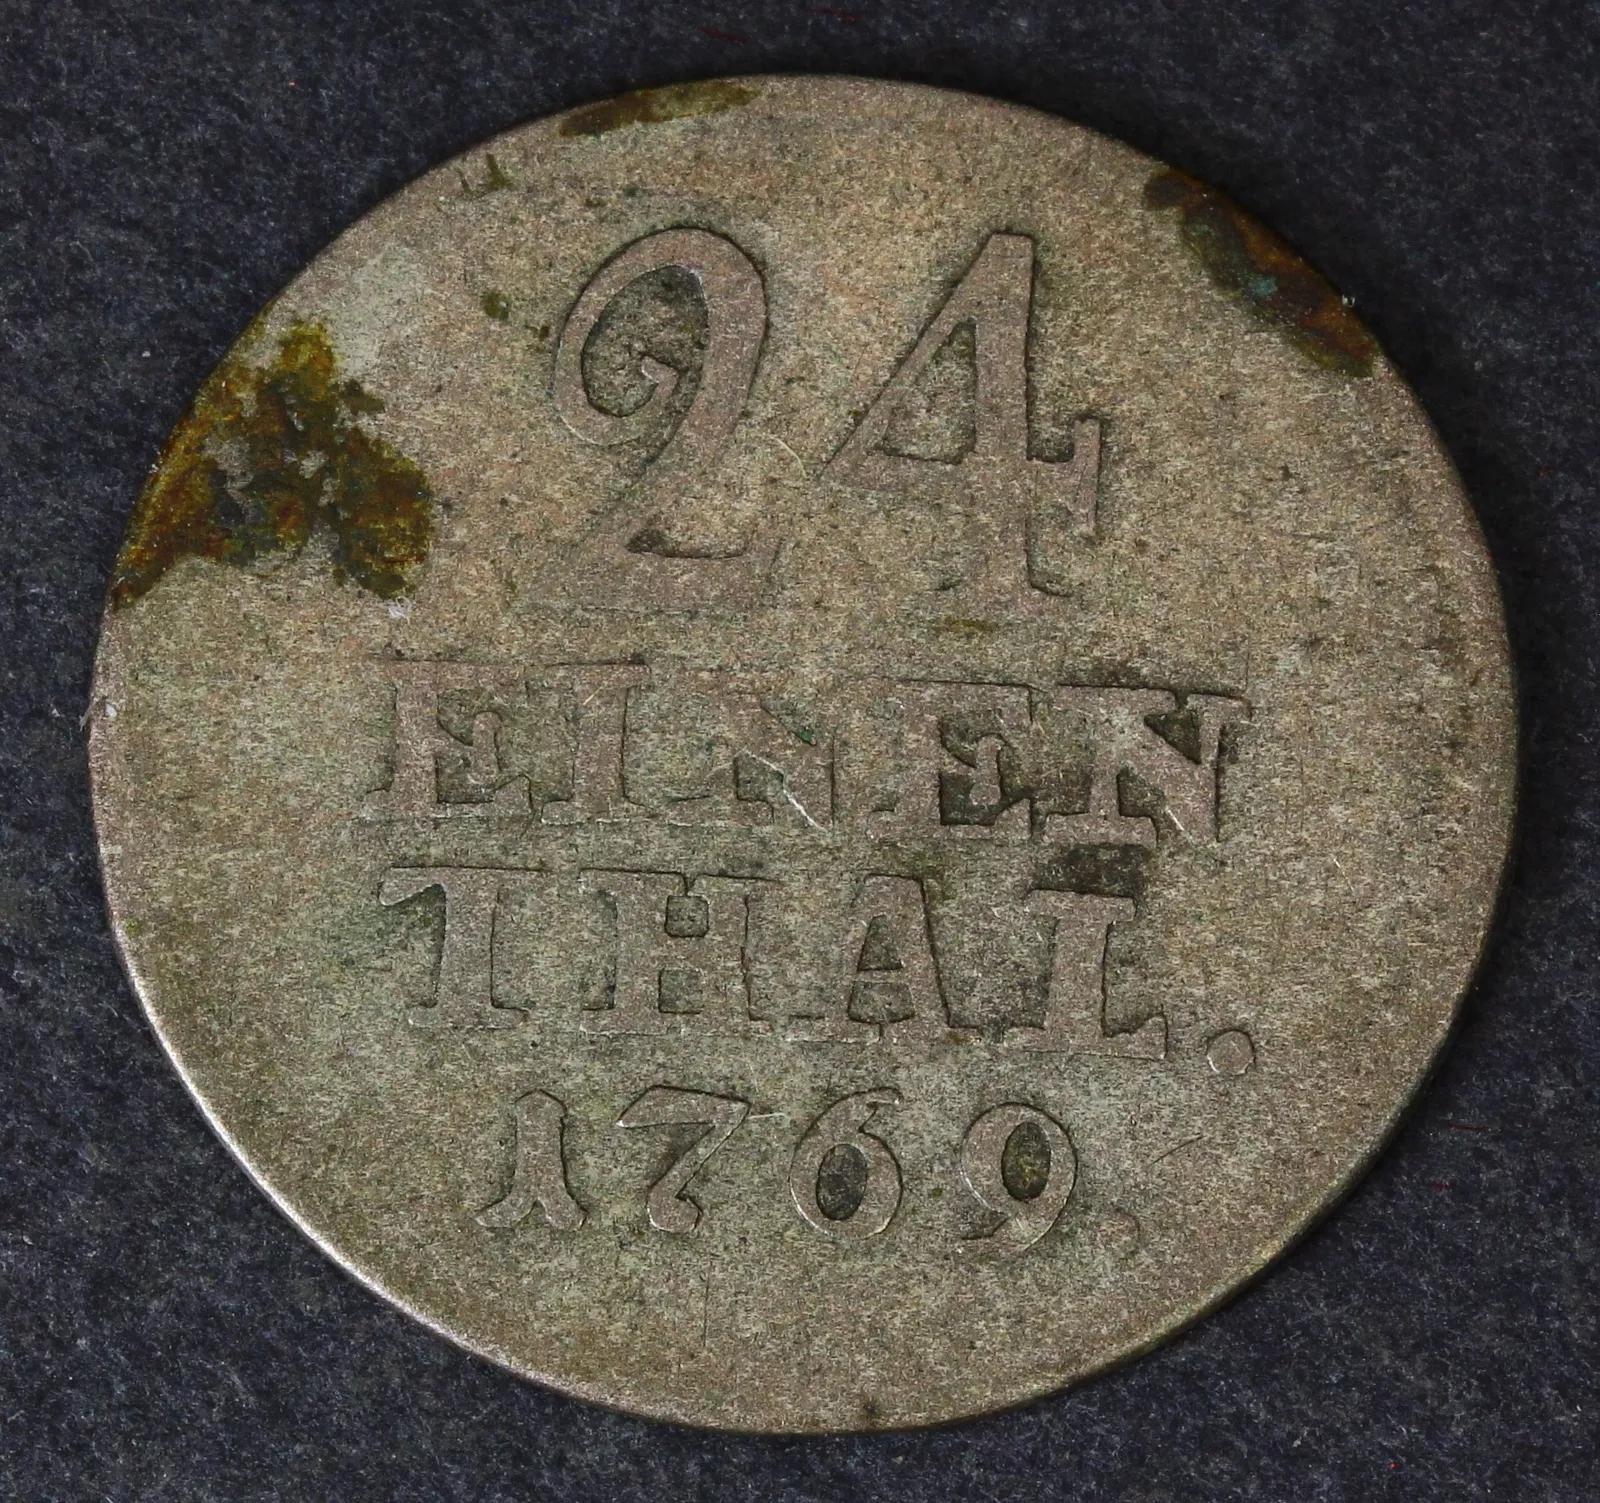 24
EINEN
THAL.
1769.